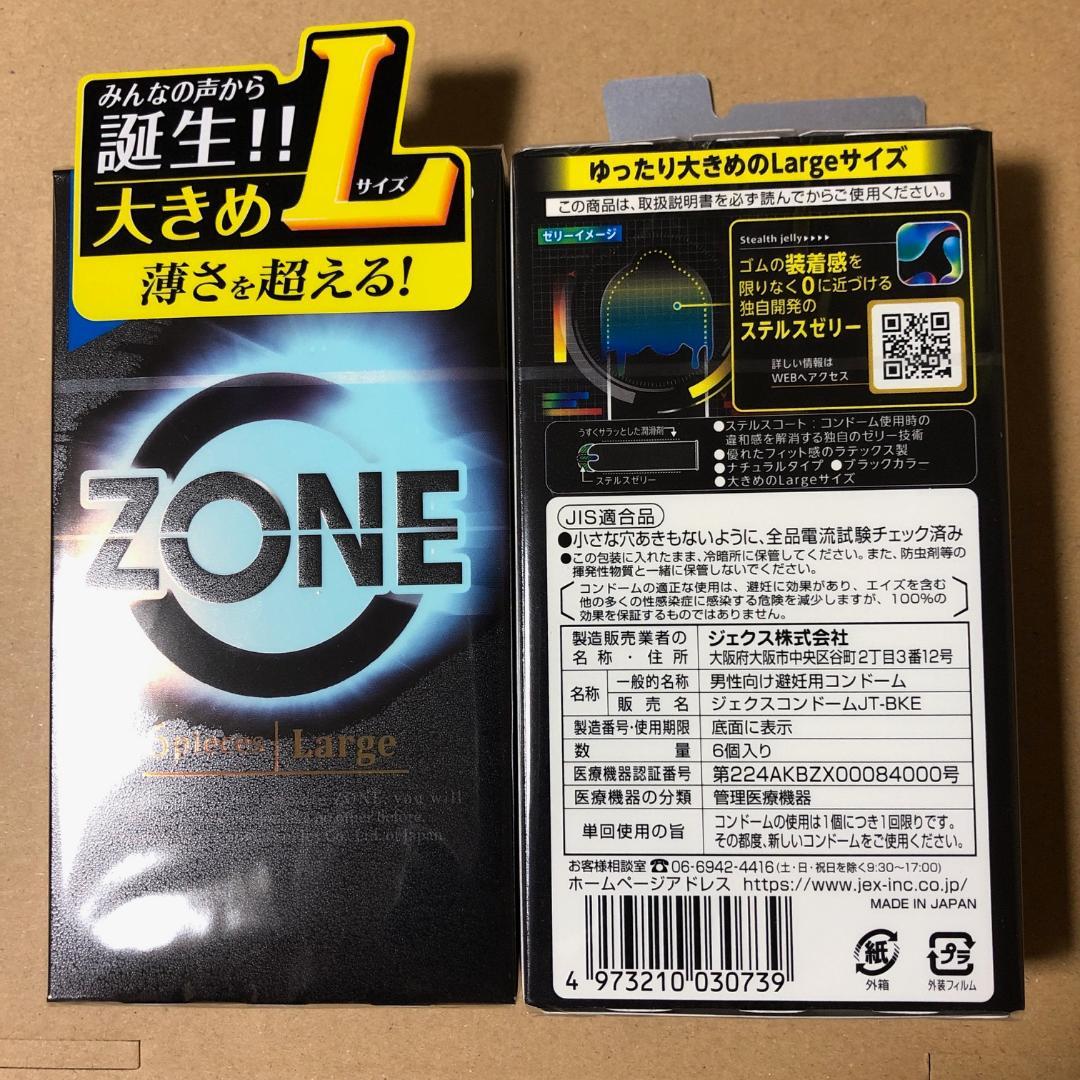 みんなの声から
誕生!!
大きめ
Lサイズ
薄さを超える!
ZONE
Large
ZONE, you will
before.
of Japan
ゆったり大きめのLargeサイズ
この商品は、取扱説明書を必ず読んでからご使用ください。
ゼリーイメージ
Stealth jelly
ゴムの装着感を
限りなく0に近づける
独自開発の
ステルスゼリー
詳しい情報は
WEBへアクセス
うすくサラッとした潤滑剤
ステルスゼリー
●ステルスコート:コンドーム使用時の
違和感を解消する独自のゼリー技術
●優れたフィット感のラテックス製
●ナチュラルタイプ ●ブラックカラー
●大きめのLargeサイズ
JIS適合品
●小さな穴あきもないように、全品電流試験チェック済み
●この包装に入れたまま、冷暗所に保管してください。また、防虫剤等の
揮発性物質と一緒に保管しないでください。
コンドームの適正な使用は、避妊に効果があり、エイズを含む
他の多くの性感染症に感染する危険を減少しますが、100%の
効果を保証するものではありません。
製造販売業者の名称・住所 ジェクス株式会社
大阪府大阪市中央区谷町2丁目3番12号
名称 一般的名称 男性向け避妊用コンドーム
販売名 ジェクスコンドームJT-BKE
製造番号・使用期限 底面に表示
数量 6個入り
医療機器認証番号 第224AKBZX00084000号
医療機器の分類 管理医療機器
単回使用の旨 コンドームの使用は1個につき1回限りです。
その都度、新しいコンドームをご使用ください。
お客様相談室☎06-6942-4416(土・日・祝日を除く9:30〜17:00)
ホームページアドレス https://www.jex-inc.co.jp/
MADE IN JAPAN
4 973210 030739
紙
外箱
プラ
外装フィルム